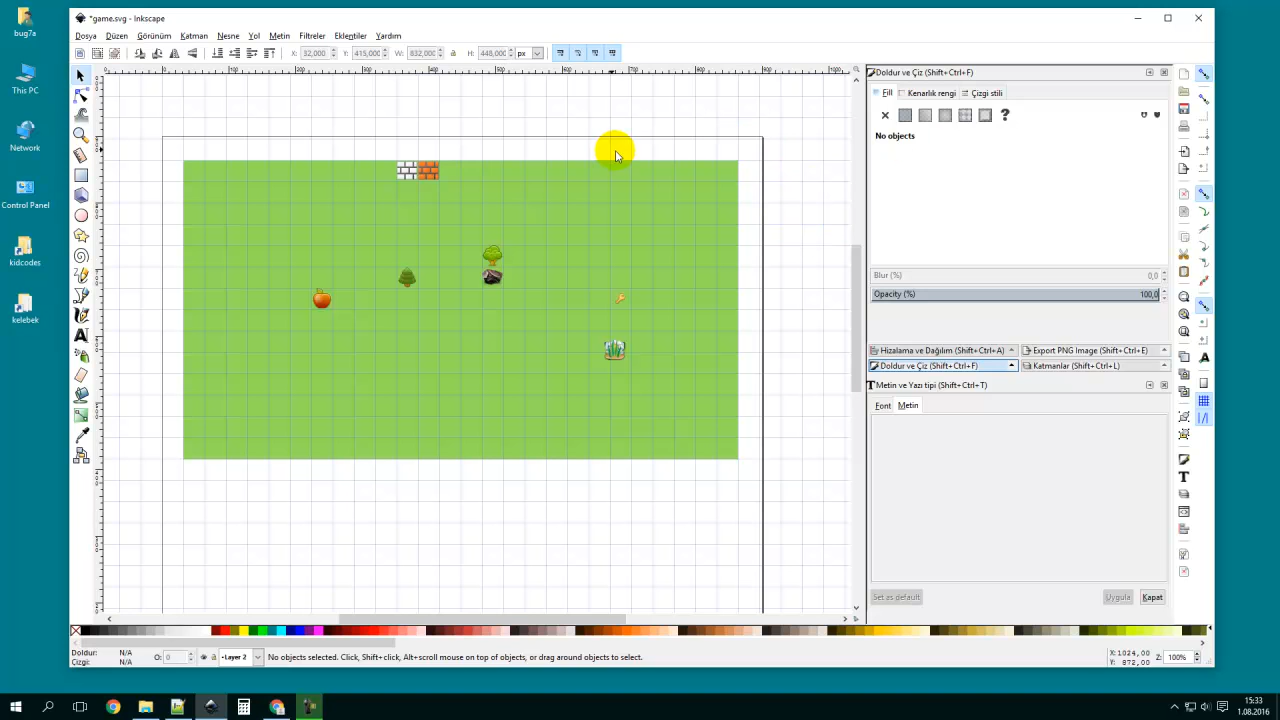 *game.svg - Inkscape
Dosya Düzen Görünüm Katman Nesne Yol Metin Filtreler Eklentiler Yardım
X: 32,000 Y: 415,000 W: 832,000 H: 448,000 px
bug7a
This PC
Network
Control Panel
kidcodes
kelebek
Doldur ve Çiz (Shift+Ctrl+F)
Fill Kenarlık rengi Çizgi stili
?
No objects
Blur (%) 0,0
Opacity (%) 100,0
Hizalama ve Dağılım (Shift+Ctrl+A) Export PNG Image (Shift+Ctrl+E)
Doldur ve Çiz (Shift+Ctrl+F) Katmanlar (Shift+Ctrl+L)
Metin ve Yazı tipi (Shift+Ctrl+T)
Font Metin
Set as default Uygula Kapat
Doldur: N/A
Çizgi: N/A
O: 0
Layer 2
No objects selected. Click, Shift+click, Alt+scroll mouse on top of objects, or drag around objects to select.
X:1024,00
Y: 872,00
Z: 100%
15:33
1.08.2016